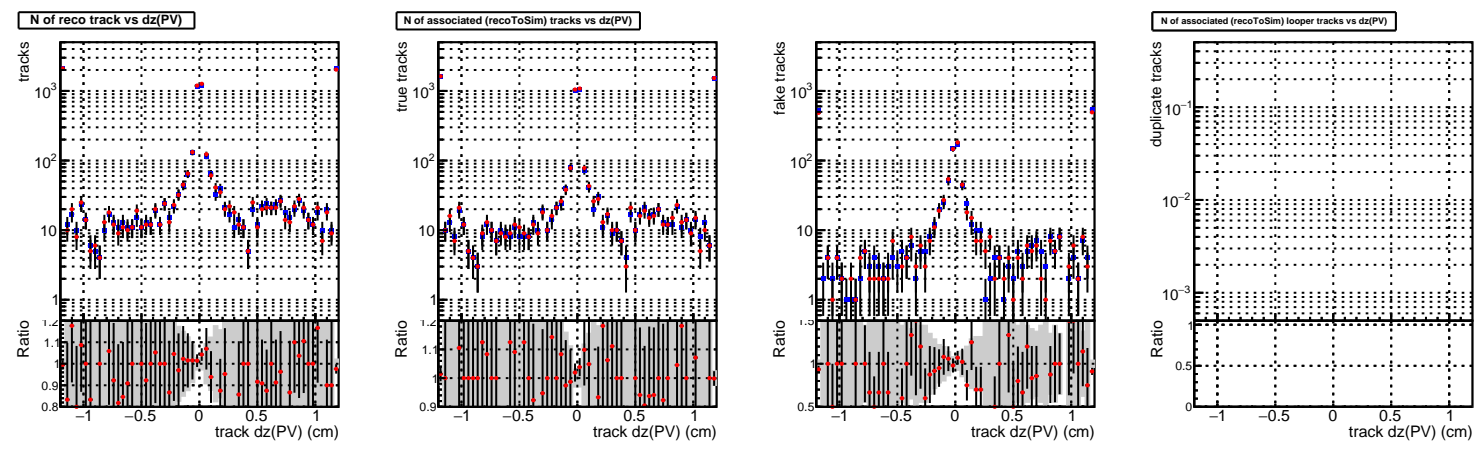 N of reco track vs dz(PV)
N of associated (recoToSim) tracks vs dz(PV)
N of associated (recoToSim) looper tracks vs dz(PV)
tracks
10³
10²
10
1
Ratio
1.2
1.1
1
0.9
0.8
−1 −0.5 0 0.5 1
track dz(PV) (cm)
true tracks
10³
10²
10
1
Ratio
1.2
1.1
1
0.9
−1 −0.5 0 0.5 1
track dz(PV) (cm)
fake tracks
10³
10²
10
1
Ratio
1.5
1
0.5
−1 −0.5 0 0.5 1
track dz(PV) (cm)
duplicate tracks
10⁻¹
10⁻²
10⁻³
Ratio
1
0.5
0
−1 −0.5 0 0.5 1
track dz(PV) (cm)